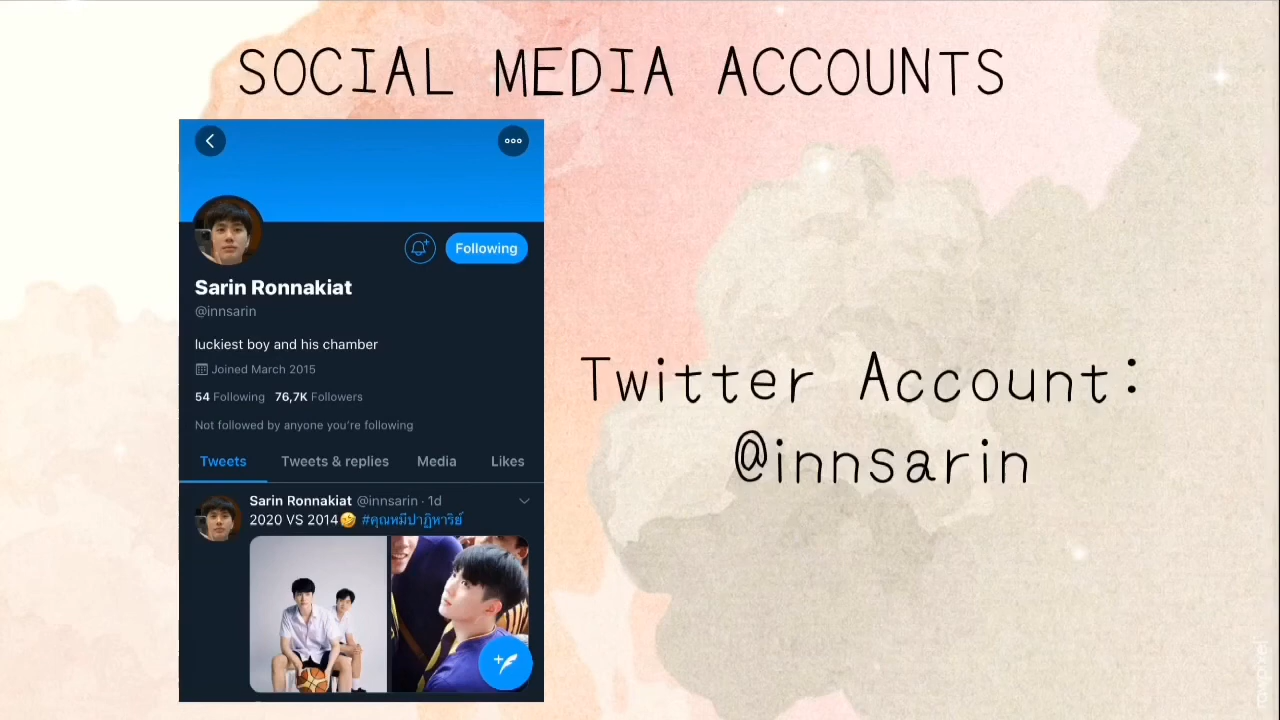 SOCIAL MEDIA ACCOUNTS
Following
Sarin Ronnakiat
@innsarin
luckiest boy and his chamber
Joined March 2015
54 Following 76,7K Followers
Not followed by anyone you're following
Tweets Tweets & replies Media Likes
Sarin Ronnakiat @innsarin · 1d
2020 VS 2014🤣 #คุณหมีปาฏิหาริย์
Twitter Account:
@innsarin
rawpixel